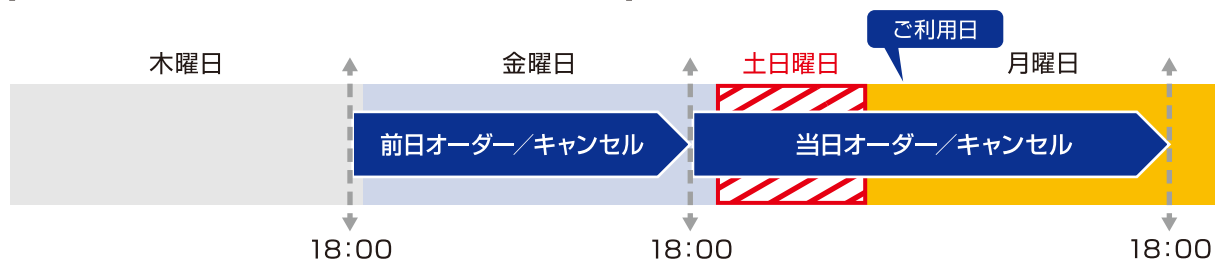 ご利用日
木曜日
金曜日
土日曜日
月曜日
前日オーダー／キャンセル
当日オーダー／キャンセル
18：00
18：00
18：00